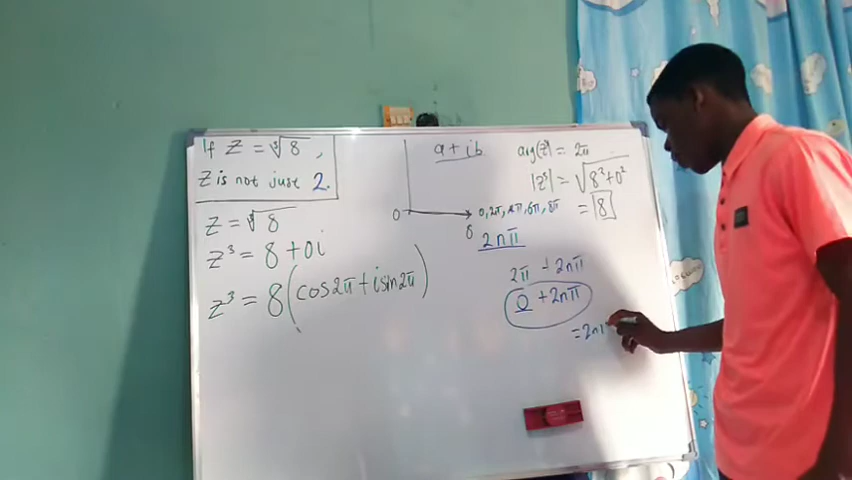 If Z = ∛8 ,
Z is not just 2.
Z = ∛8
Z³ = 8 + 0i
Z³ = 8(cos2π + isin2π)
a + ib
0
8
0, 2π, 4π, 6π, 8π
2nπ
arg(Z³) = 2π
|Z³| = √8²+0²
= 8
2π + 2nπ
0 + 2nπ
= 2nπ